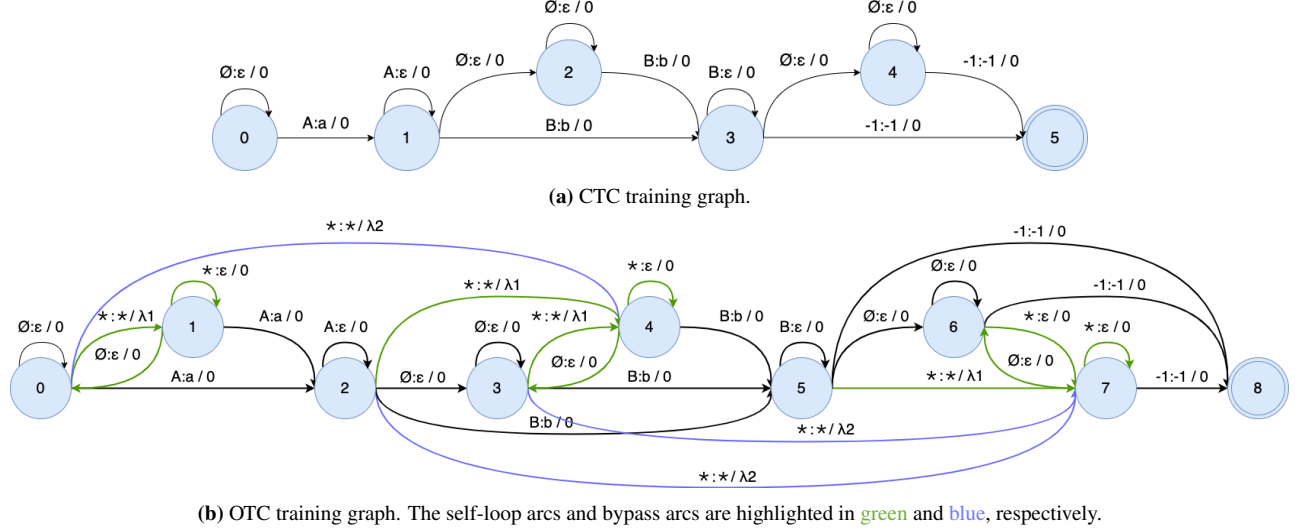 Ø:ε / 0
Ø:ε / 0
Ø:ε / 0
A:ε / 0
Ø:ε / 0
2
B:b / 0
B:ε / 0
Ø:ε / 0
4
-1:-1 / 0
0
A:a / 0
1
B:b / 0
3
-1:-1 / 0
5
(a) CTC training graph.
*:*/ λ2
-1:-1 / 0
*:ε / 0
*:*/ λ1
*:ε / 0
Ø:ε / 0
-1:-1 / 0
Ø:ε / 0
*:*/ λ1
1
A:a / 0
A:ε / 0
Ø:ε / 0
*:*/ λ1
4
B:b / 0
B:ε / 0
Ø:ε / 0
6
*:ε / 0
*:ε / 0
Ø:ε / 0
Ø:ε / 0
Ø:ε / 0
0
A:a / 0
2
Ø:ε / 0
3
B:b / 0
5
*:*/ λ1
7
-1:-1 / 0
8
B:b / 0
*:*/ λ2
*:*/ λ2
(b) OTC training graph. The self-loop arcs and bypass arcs are highlighted in green and blue, respectively.